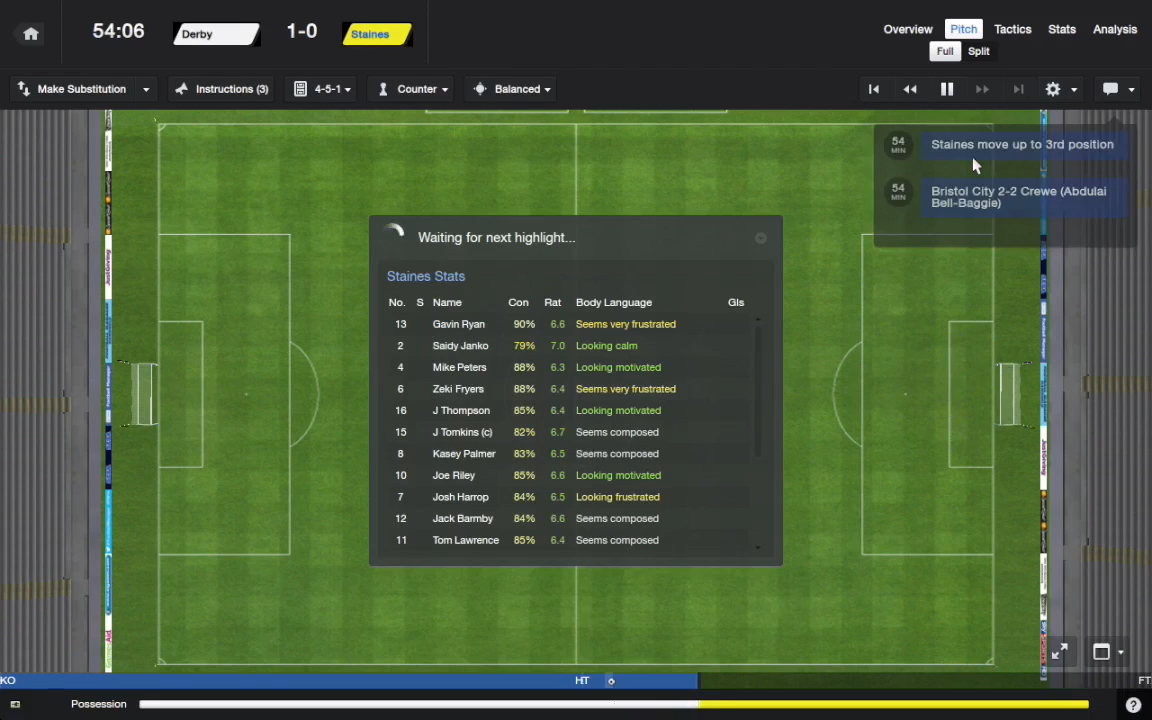 54:06
Derby
1-0
Staines
Overview
Pitch
Tactics
Stats
Analysis
Full
Split
Make Substitution
Instructions (3)
4-5-1
Counter
Balanced
54
MIN
Staines move up to 3rd position
54
MIN
Bristol City 2-2 Crewe (Abdulai
Bell-Baggie)
Waiting for next highlight...
Staines Stats
No. S Name Con Rat Body Language Gls
13 Gavin Ryan 90% 6.6 Seems very frustrated
2 Saidy Janko 79% 7.0 Looking calm
4 Mike Peters 88% 6.3 Looking motivated
6 Zeki Fryers 88% 6.4 Seems very frustrated
16 J Thompson 85% 6.4 Looking motivated
15 J Tomkins (c) 82% 6.7 Seems composed
8 Kasey Palmer 83% 6.5 Seems composed
10 Joe Riley 85% 6.6 Looking motivated
7 Josh Harrop 84% 6.5 Looking frustrated
12 Jack Barmby 84% 6.6 Seems composed
11 Tom Lawrence 85% 6.4 Seems composed
JustGiving
JustGiving
KO
HT
FT
Possession
?